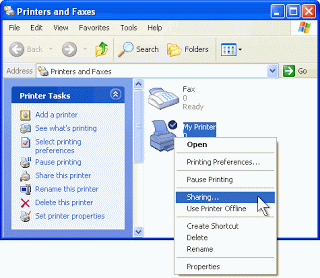 Printers and Faxes
File Edit View Favorites Tools Help
Back Search Folders
Address Printers and Faxes Go
Printer Tasks
Add a printer
See what's printing
Select printing
preferences
Pause printing
Share this printer
Rename this printer
Delete this printer
Set printer properties
Fax
0
Ready
My Printer
Open
Printing Preferences...
Pause Printing
Sharing...
Use Printer Offline
Create Shortcut
Delete
Rename
Properties